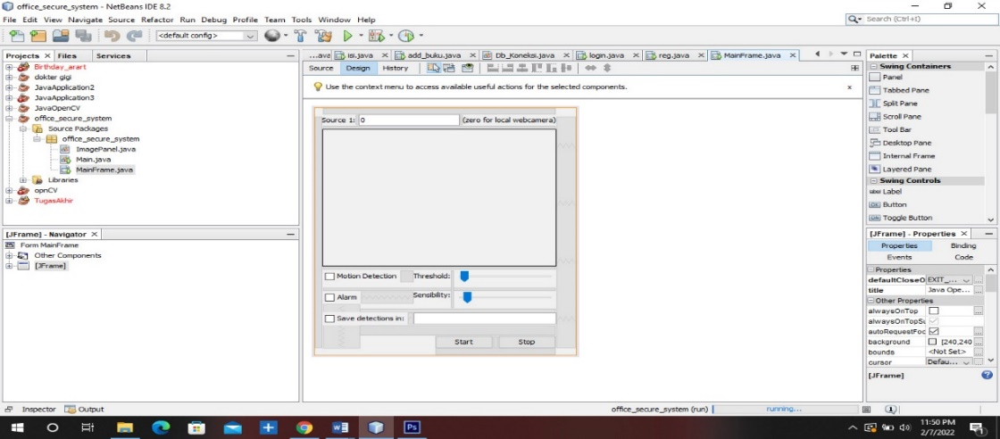 office_secure_system - NetBeans IDE 8.2
File Edit View Navigate Source Refactor Run Debug Profile Team Tools Window Help
Search (Ctrl+I)
<default config>
Projects Files Services
Birthday_arart
dokter gigi
JavaApplication2
JavaApplication3
JavaOpenCV
office_secure_system
Source Packages
office_secure_system
ImagePanel.java
Main.java
MainFrame.java
Libraries
opnCV
TugasAkhir
[JFrame] - Navigator
Form MainFrame
Other Components
[JFrame]
...ava isi.java add_buku.java Db_Koneksi.java login.java reg.java MainFrame.java
Source Design History
Use the context menu to access available useful actions for the selected components.
Source 1: 0 (zero for local webcamera)
Motion Detection Threshold:
Alarm Sensibility:
Save detections in:
Start Stop
Palette
Swing Containers
Panel
Tabbed Pane
Split Pane
Scroll Pane
Tool Bar
Desktop Pane
Internal Frame
Layered Pane
Swing Controls
label Label
OK Button
ON Toggle Button
[JFrame] - Properties
Properties Binding
Events Code
Properties
defaultCloseO EXIT_... ...
title Java Ope... ...
Other Properties
alwaysOnTop ...
alwaysOnTopSu
autoRequestFoc ...
background [240,240 ...
bounds <Not Set> ...
cursor Defau... ...
[JFrame]
Inspector Output
office_secure_system (run) running...
(1)
W Ps
11:50 PM
2/7/2022